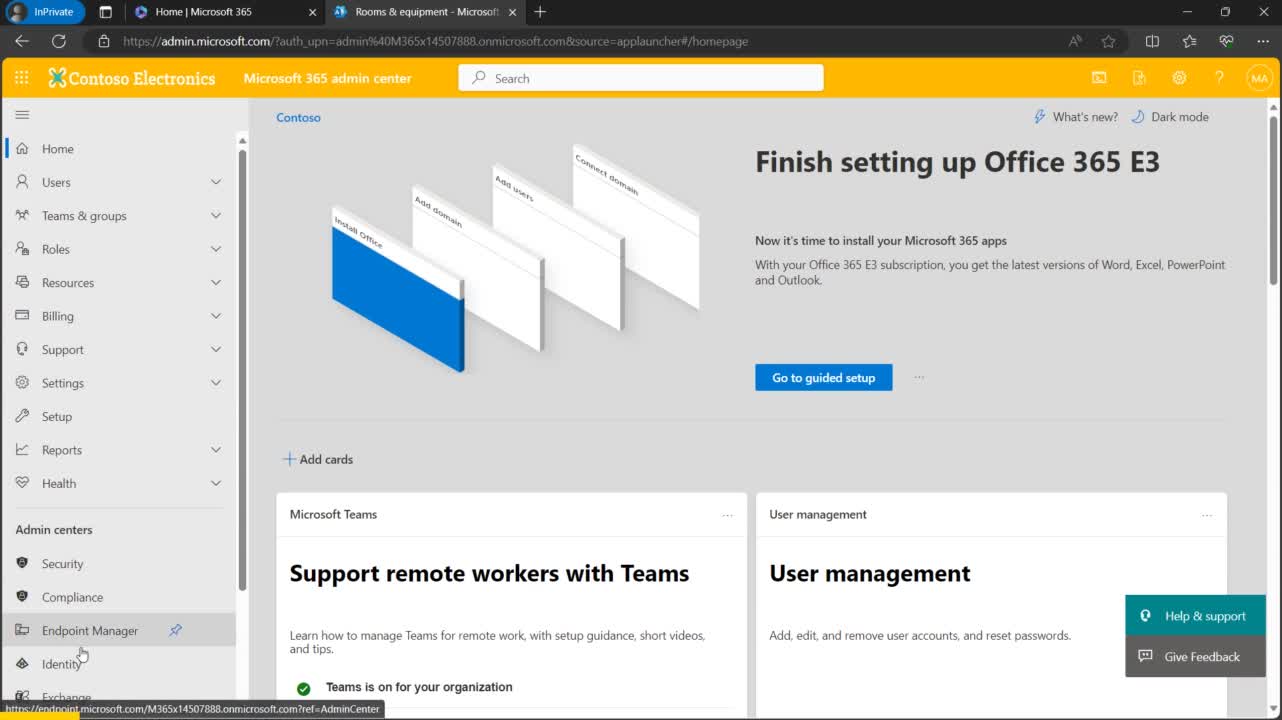 InPrivate
Home | Microsoft 365
Rooms & equipment - Microsoft
https://admin.microsoft.com/?auth_upn=admin%40M365x14507888.onmicrosoft.com&source=applauncher#/homepage
Contoso Electronics
Microsoft 365 admin center
Search
MA
Contoso
What's new?
Dark mode
Home
Users
Teams & groups
Roles
Resources
Billing
Support
Settings
Setup
Reports
Health
Admin centers
Security
Compliance
Endpoint Manager
Identity
Exchange
https://endpoint.microsoft.com/M365x14507888.onmicrosoft.com?ref=AdminCenter
Install Office
Add domain
Add users
Connect domain
Finish setting up Office 365 E3
Now it's time to install your Microsoft 365 apps
With your Office 365 E3 subscription, you get the latest versions of Word, Excel, PowerPoint
and Outlook.
Go to guided setup
Add cards
Microsoft Teams
Support remote workers with Teams
Learn how to manage Teams for remote work, with setup guidance, short videos,
and tips.
Teams is on for your organization
User management
User management
Add, edit, and remove user accounts, and reset passwords.
Help & support
Give Feedback